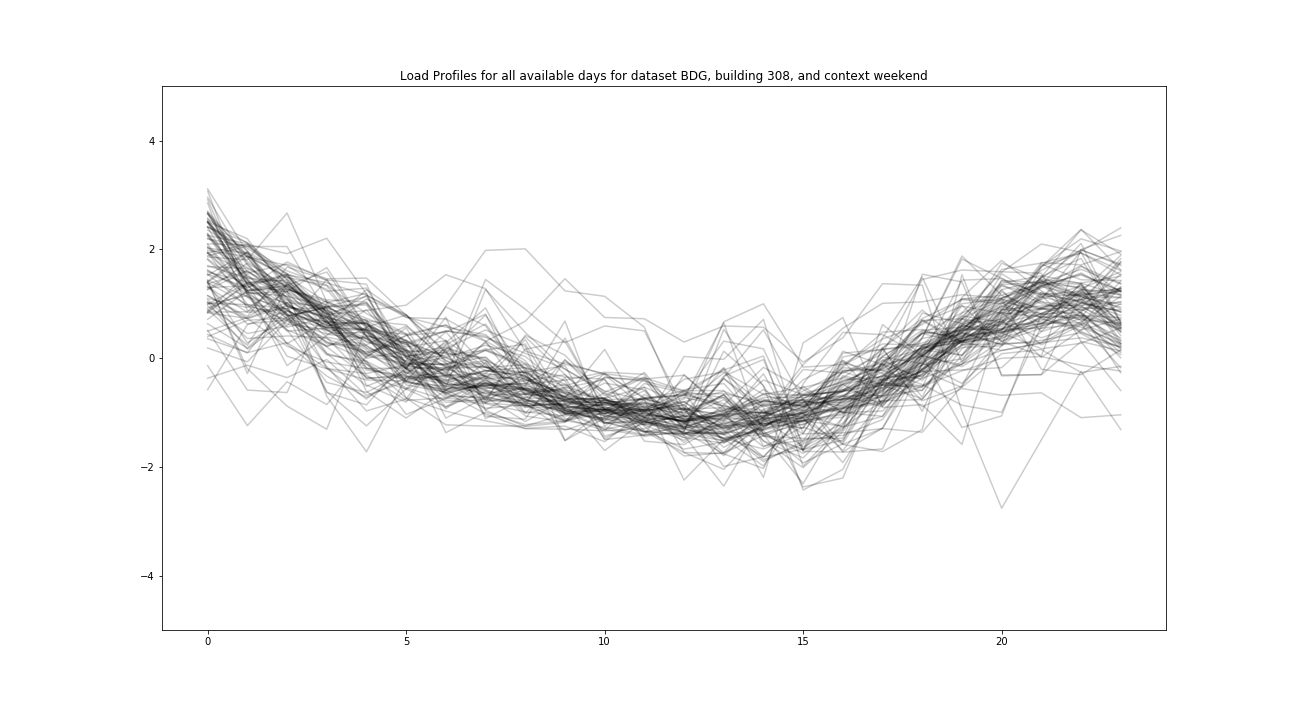 Load Profiles for all available days for dataset BDG, building 308, and context weekend
4
2
0
−2
−4
0 5 10 15 20